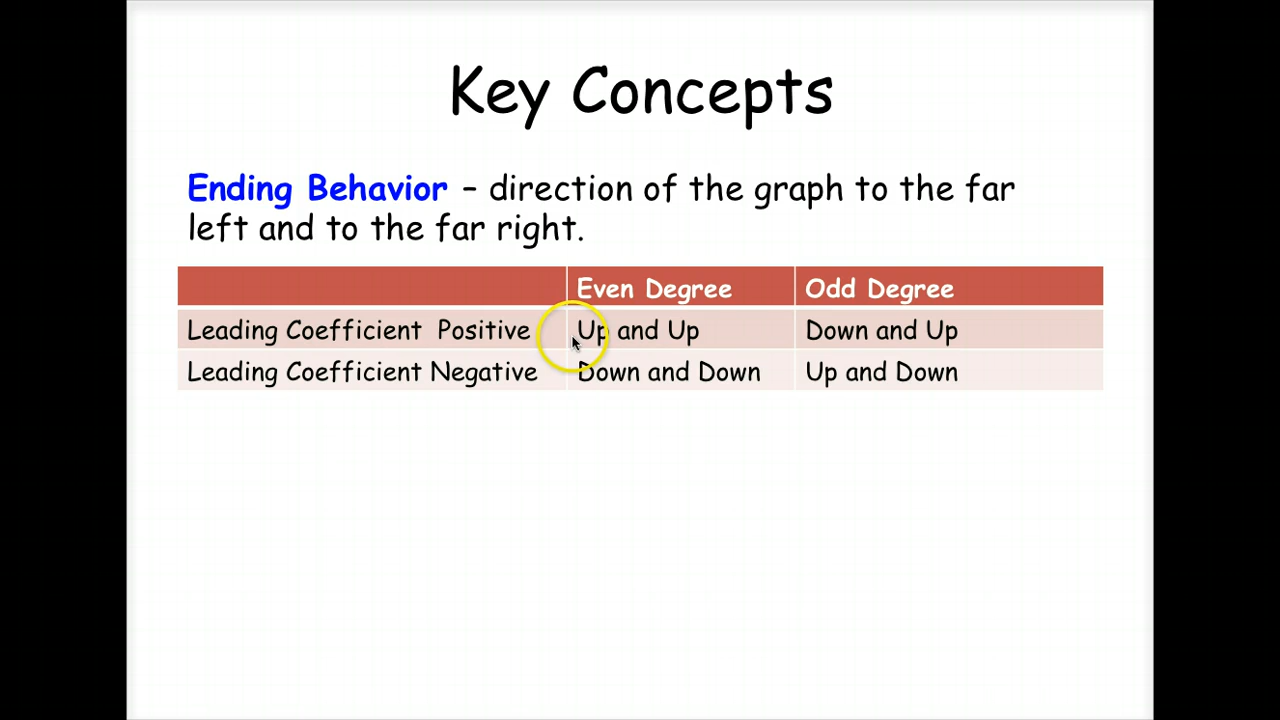 Key Concepts
Ending Behavior – direction of the graph to the far
left and to the far right.
Even Degree Odd Degree
Leading Coefficient Positive Up and Up Down and Up
Leading Coefficient Negative Down and Down Up and Down